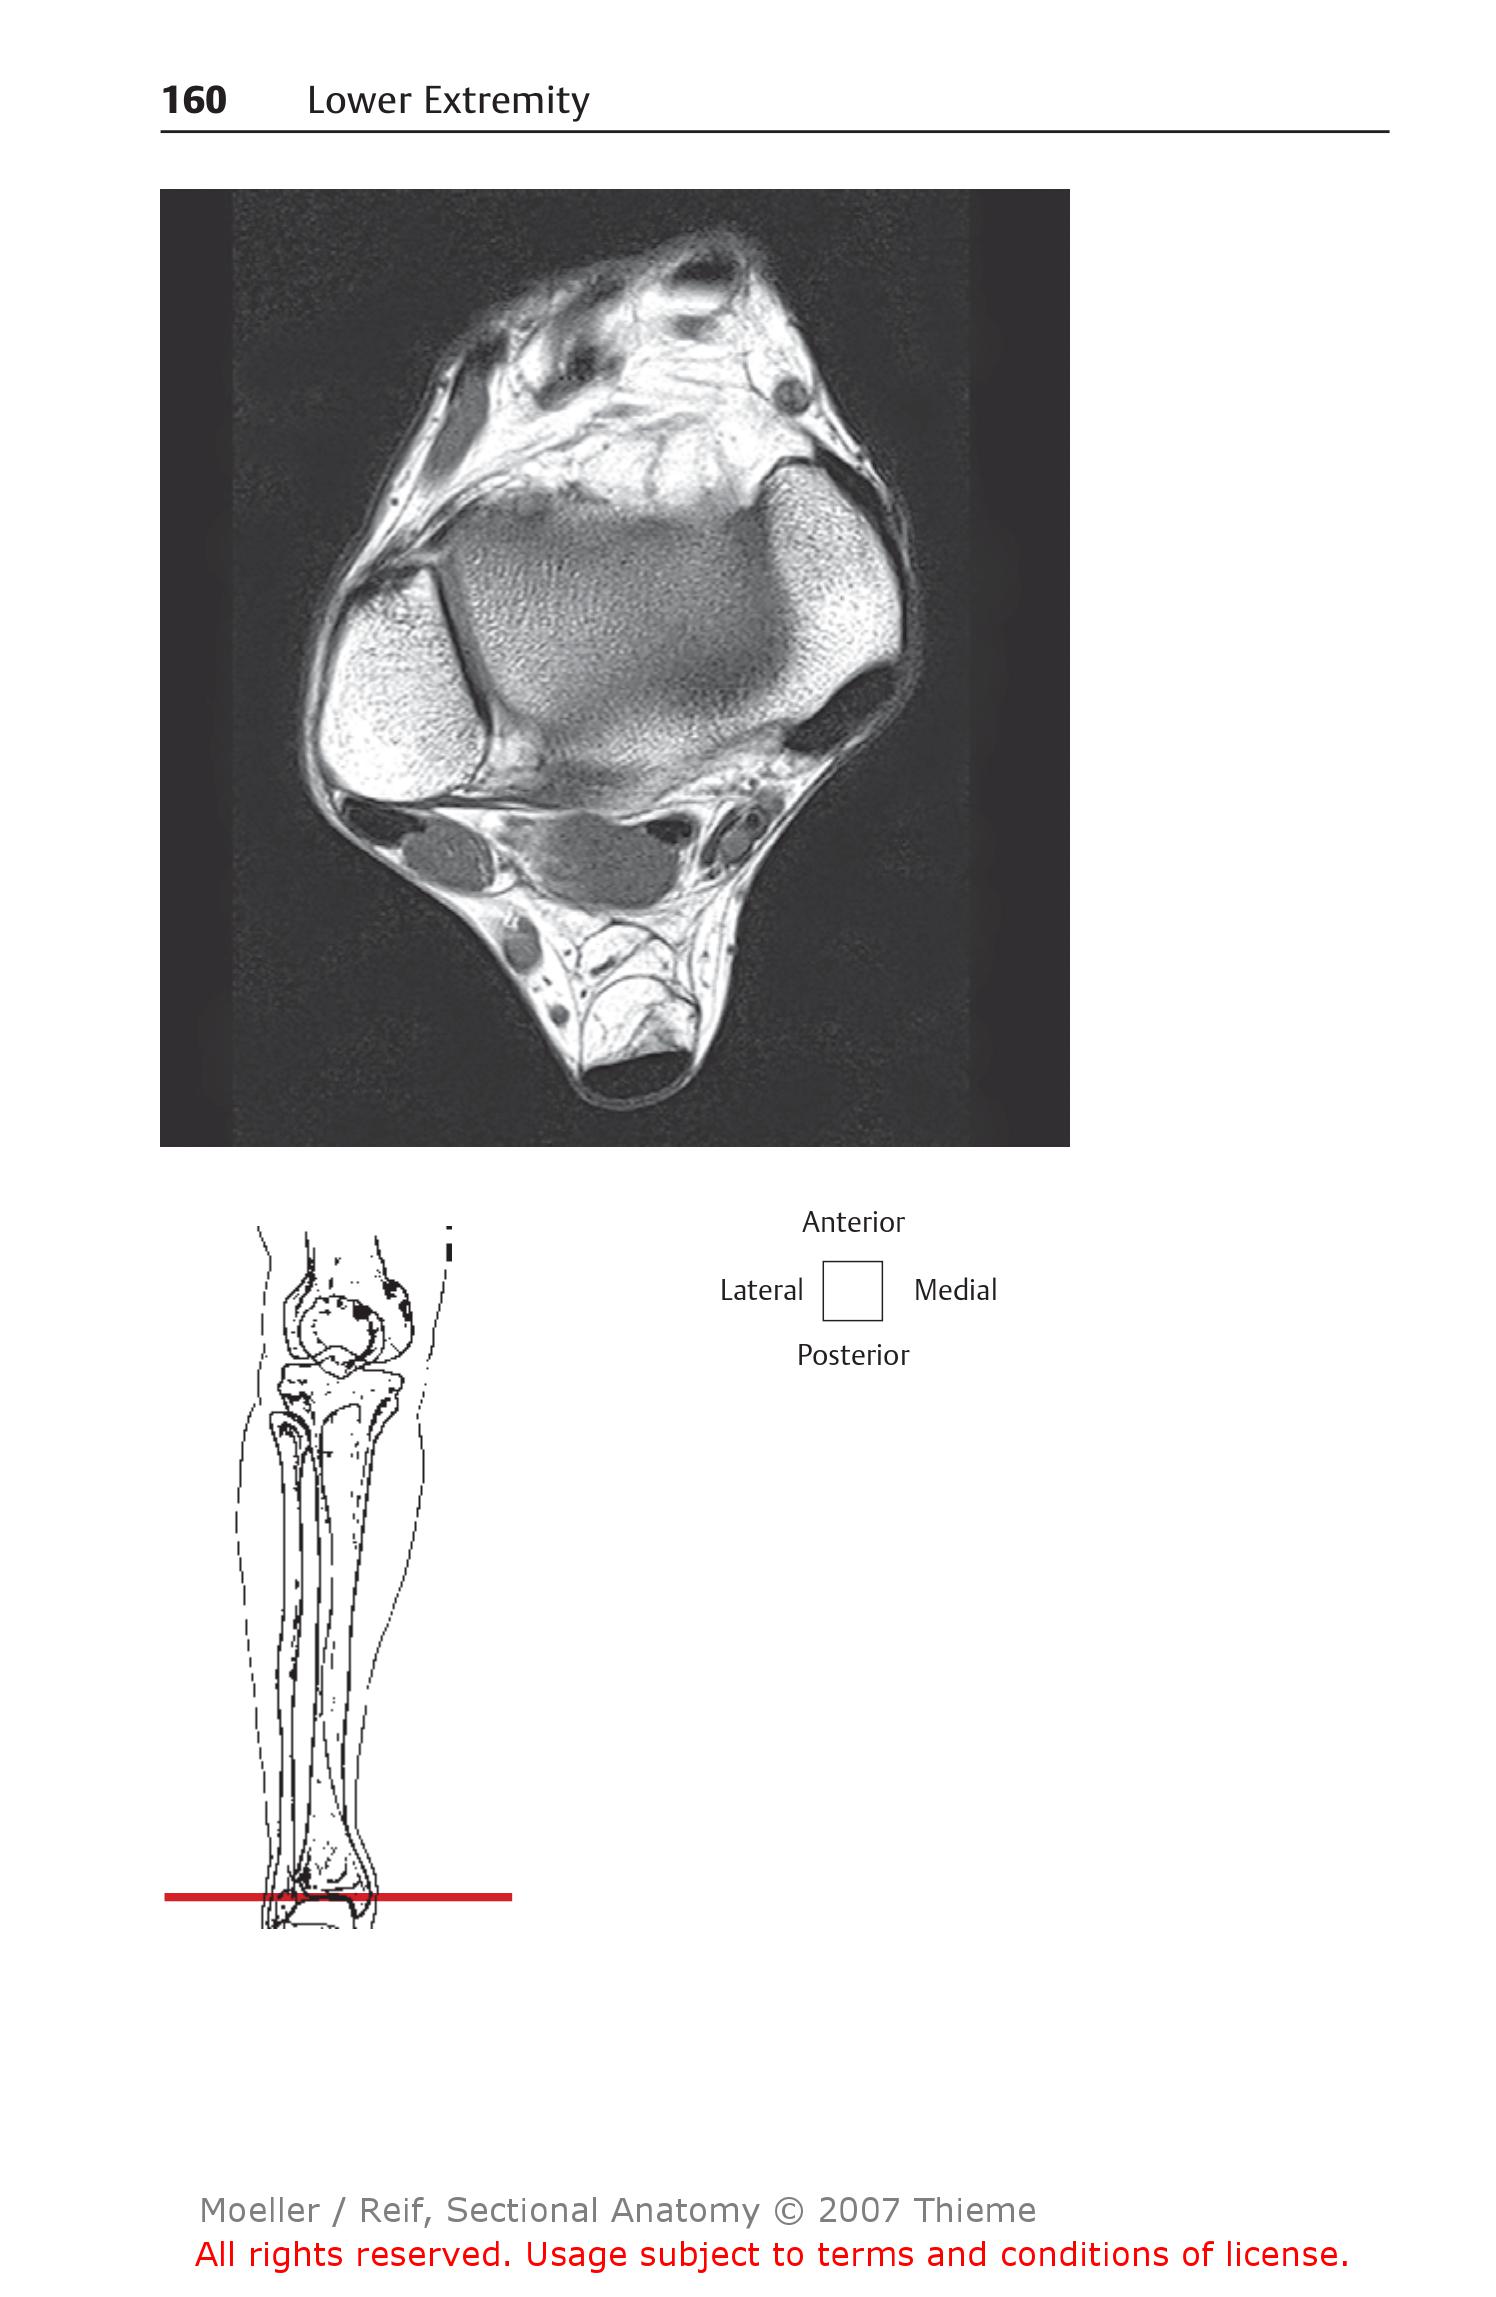 160 Lower Extremity
Anterior
Lateral Medial
Posterior
Moeller / Reif, Sectional Anatomy © 2007 Thieme
All rights reserved. Usage subject to terms and conditions of license.